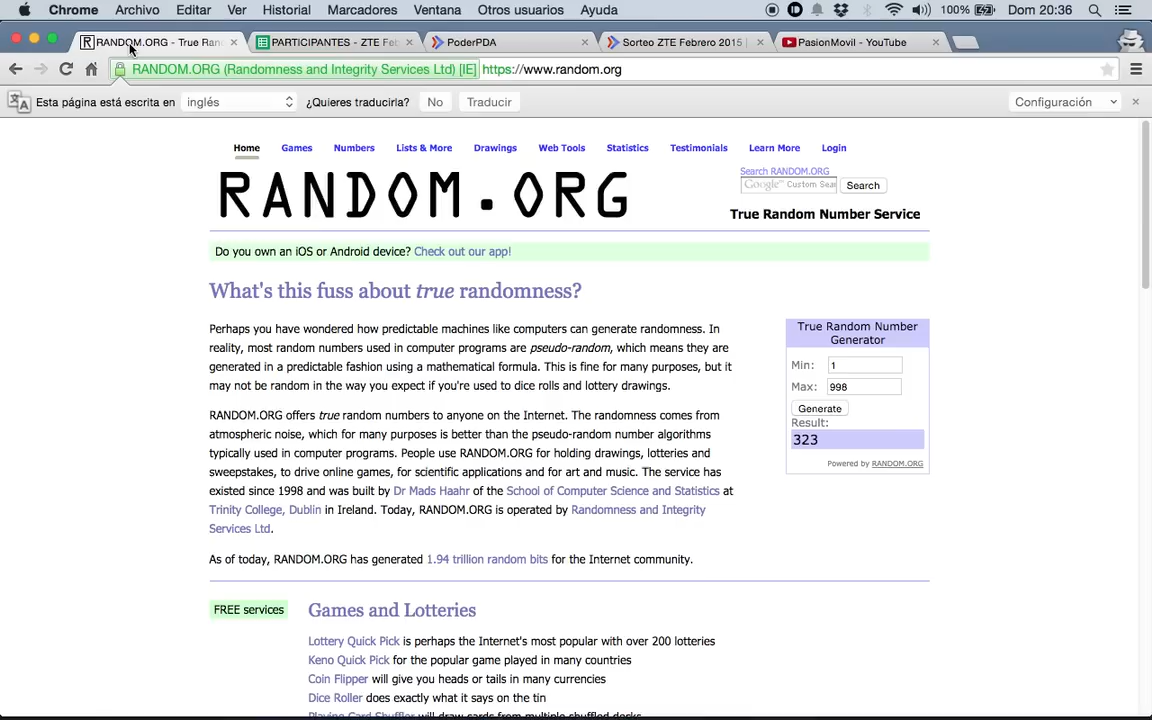 Chrome Archivo Editar Ver Historial Marcadores Ventana Otros usuarios Ayuda 100% Dom 20:36
RANDOM.ORG - True Ran PARTICIPANTES - ZTE Fe PoderPDA Sorteo ZTE Febrero 2015 | PasionMovil - YouTube
RANDOM.ORG (Randomness and Integrity Services Ltd) [IE] https://www.random.org
Esta página está escrita en inglés ¿Quieres traducirla? No Traducir Configuración
Home Games Numbers Lists & More Drawings Web Tools Statistics Testimonials Learn More Login
Search RANDOM.ORG
RANDOM.ORG
Google™ Custom Sear Search
True Random Number Service
Do you own an iOS or Android device? Check out our app!
What's this fuss about true randomness?
Perhaps you have wondered how predictable machines like computers can generate randomness. In
reality, most random numbers used in computer programs are pseudo-random, which means they are
generated in a predictable fashion using a mathematical formula. This is fine for many purposes, but it
may not be random in the way you expect if you're used to dice rolls and lottery drawings.
RANDOM.ORG offers true random numbers to anyone on the Internet. The randomness comes from
atmospheric noise, which for many purposes is better than the pseudo-random number algorithms
typically used in computer programs. People use RANDOM.ORG for holding drawings, lotteries and
sweepstakes, to drive online games, for scientific applications and for art and music. The service has
existed since 1998 and was built by Dr Mads Haahr of the School of Computer Science and Statistics at
Trinity College, Dublin in Ireland. Today, RANDOM.ORG is operated by Randomness and Integrity
Services Ltd.
As of today, RANDOM.ORG has generated 1.94 trillion random bits for the Internet community.
True Random Number
Generator
Min: 1
Max: 998
Generate
Result:
323
Powered by RANDOM.ORG
FREE services
Games and Lotteries
Lottery Quick Pick is perhaps the Internet's most popular with over 200 lotteries
Keno Quick Pick for the popular game played in many countries
Coin Flipper will give you heads or tails in many currencies
Dice Roller does exactly what it says on the tin
Playing Card Shuffler will draw cards from multiple shuffled decks